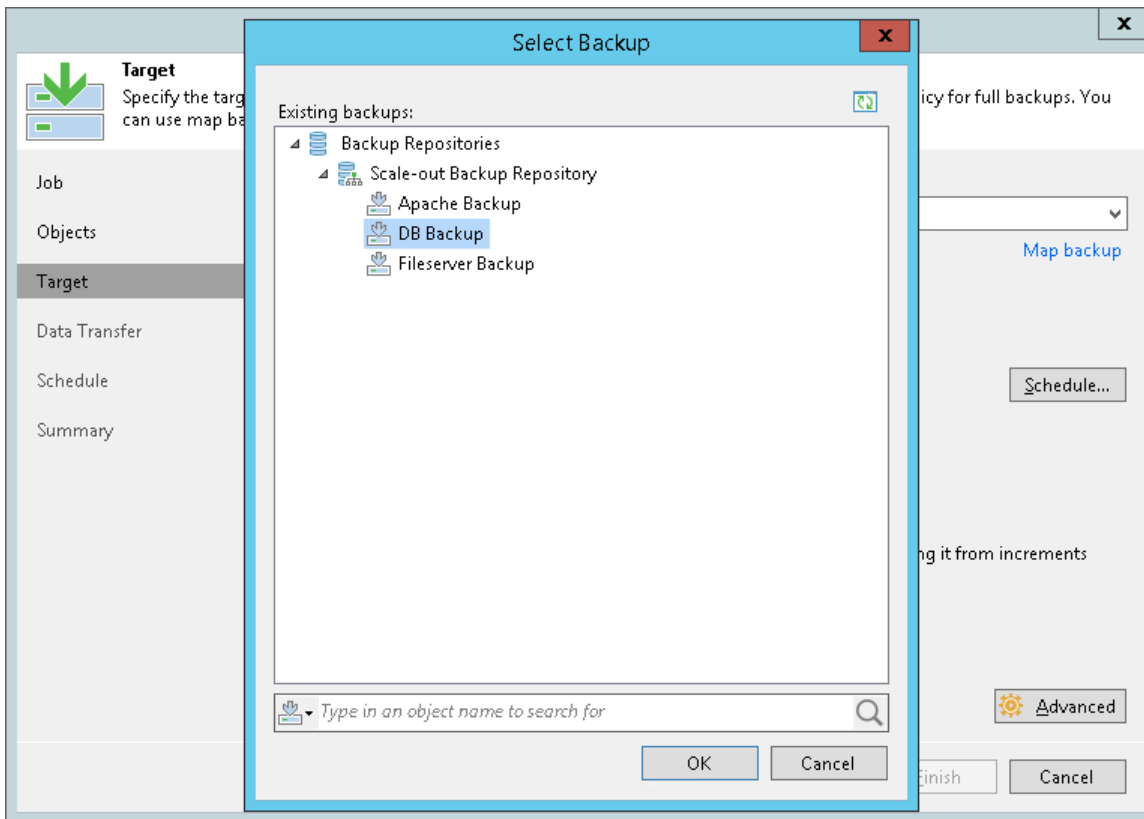 X
Select Backup
X
Target
Specify the targ
icy for full backups. You
can use map ba
Existing backups:
Backup Repositories
Scale-out Backup Repository
Apache Backup
DB Backup
Fileserver Backup
Job
Objects
Target
Data Transfer
Schedule
Summary
Map backup
Schedule...
ng it from increments
Advanced
Type in an object name to search for
OK
Cancel
Finish
Cancel